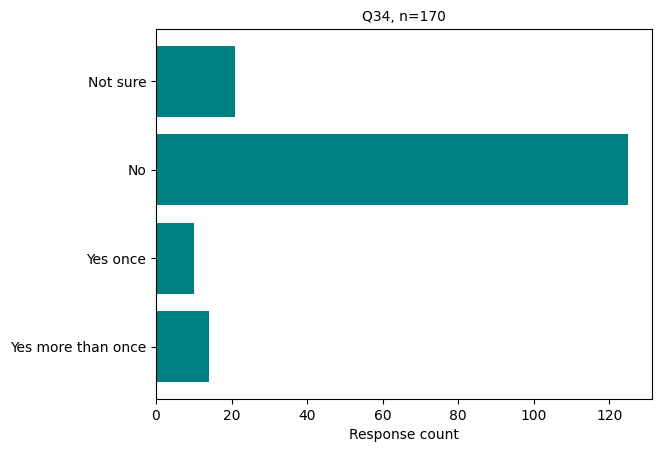 Q34, n=170
Not sure
No
Yes once
Yes more than once
0 20 40 60 80 100 120
Response count